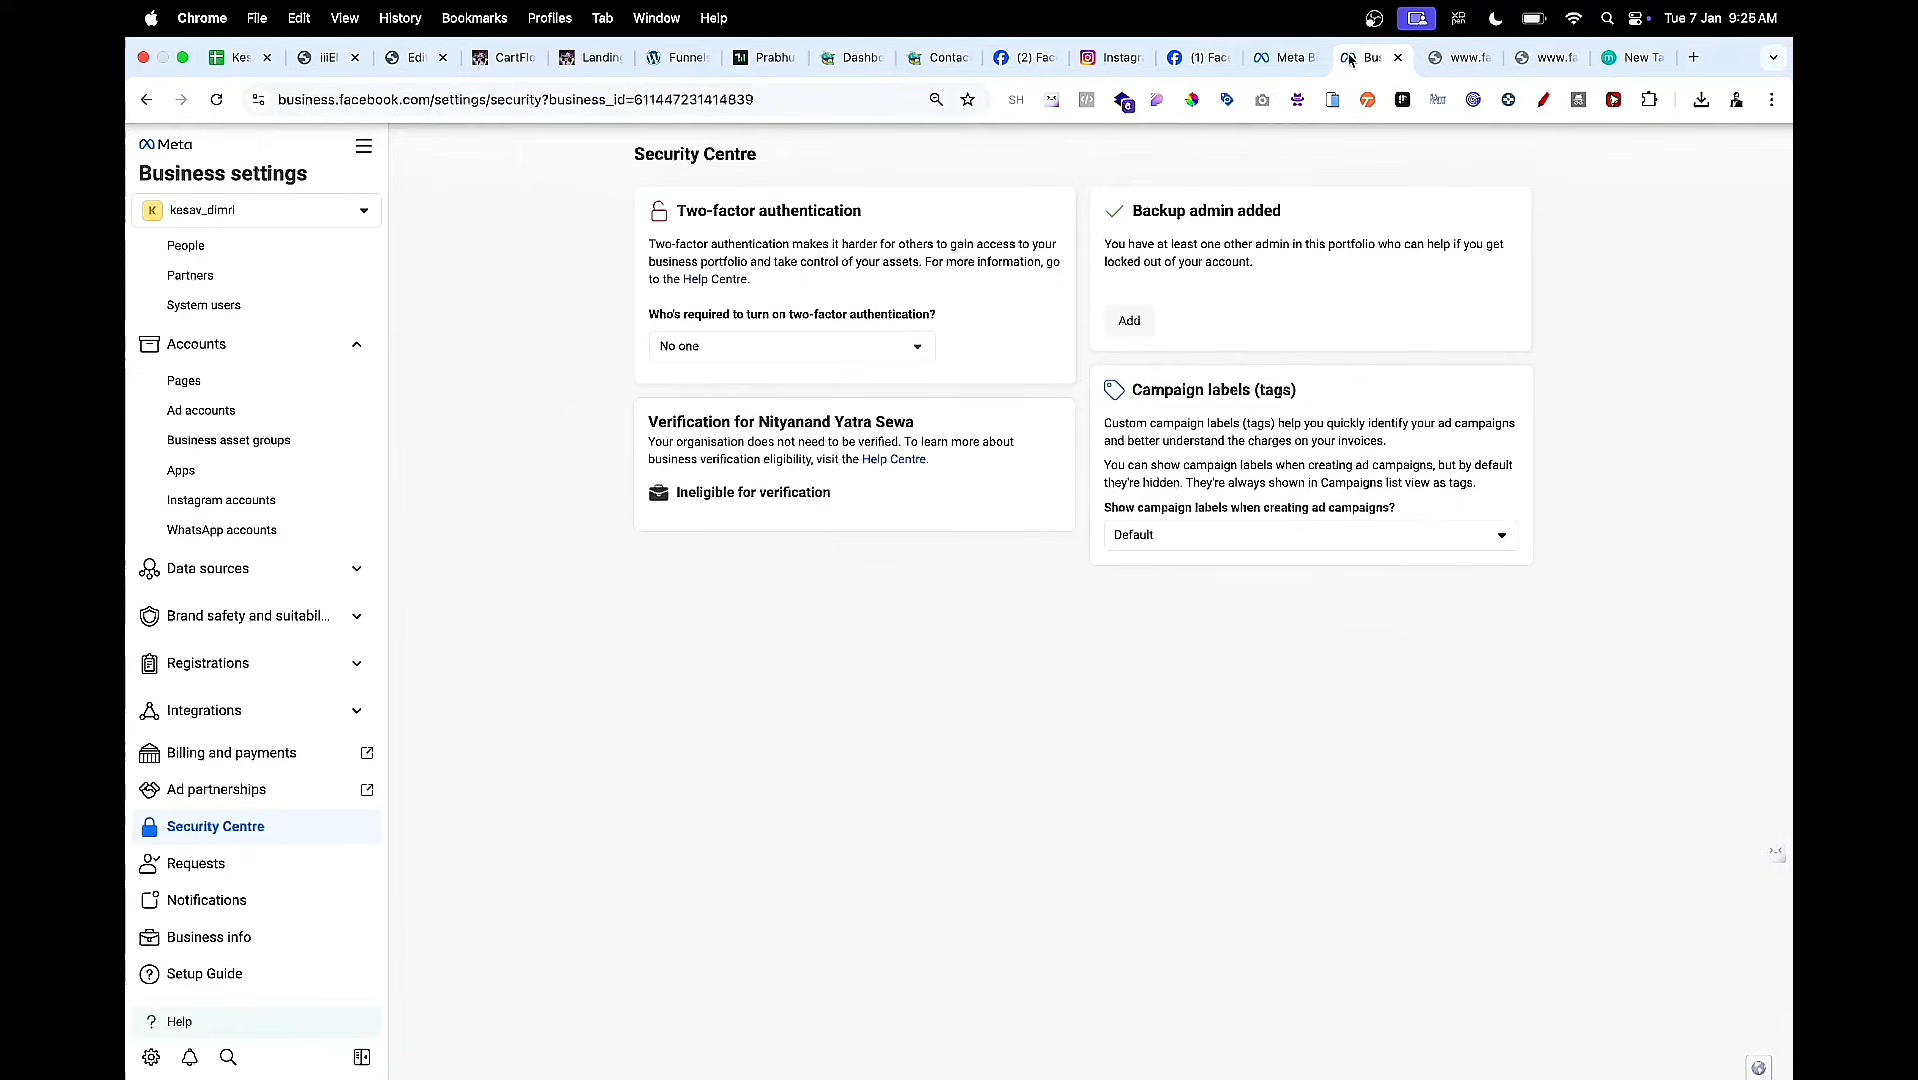 Chrome File Edit View History Bookmarks Profiles Tab Window Help
Tue 7 Jan 9:25 AM
Kes
iiiEl
Edit
CartFlo
Landing
Funnels
Prabhu
Dashbo
Contac
(2) Fac
Instagr
(1) Face
Meta B
Bus
www.fa
www.fa
New Ta
business.facebook.com/settings/security?business_id=611447231414839
SH
Meta
Business settings
K kesav_dimri
People
Partners
System users
Accounts
Pages
Ad accounts
Business asset groups
Apps
Instagram accounts
WhatsApp accounts
Data sources
Brand safety and suitabil...
Registrations
Integrations
Billing and payments
Ad partnerships
Security Centre
Requests
Notifications
Business info
Setup Guide
? Help
Security Centre
Two-factor authentication
Two-factor authentication makes it harder for others to gain access to your
business portfolio and take control of your assets. For more information, go
to the Help Centre.
Who's required to turn on two-factor authentication?
No one
Verification for Nityanand Yatra Sewa
Your organisation does not need to be verified. To learn more about
business verification eligibility, visit the Help Centre.
Ineligible for verification
Backup admin added
You have at least one other admin in this portfolio who can help if you get
locked out of your account.
Add
Campaign labels (tags)
Custom campaign labels (tags) help you quickly identify your ad campaigns
and better understand the charges on your invoices.
You can show campaign labels when creating ad campaigns, but by default
they're hidden. They're always shown in Campaigns list view as tags.
Show campaign labels when creating ad campaigns?
Default